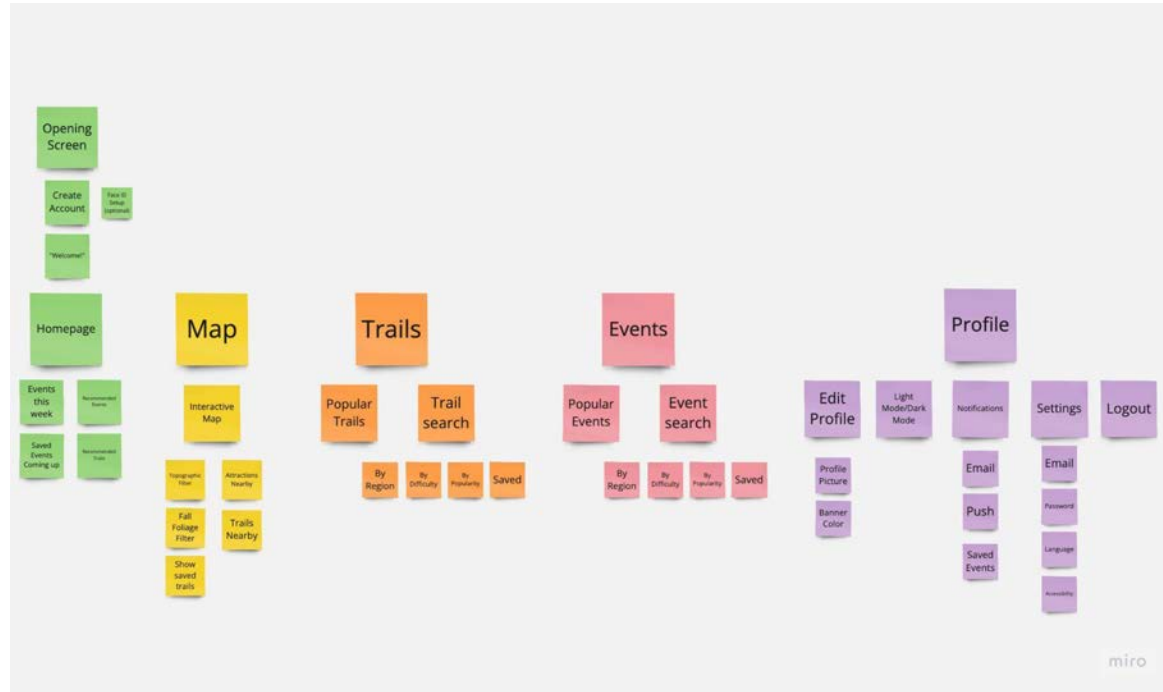 Opening
Screen
Create
Account
Face ID
Setup
(optional)
"Welcome!"
Homepage
Events
this
week
Recommended
Events
Saved
Events
Coming up
Recommended
Trails
Map
Interactive
Map
Topographic
Filter
Attractions
Nearby
Fall
Foliage
Filter
Trails
Nearby
Show
saved
trails
Trails
Popular
Trails
Trail
search
By
Region
By
Difficulty
By
Popularity
Saved
Events
Popular
Events
Event
search
By
Region
By
Difficulty
By
Popularity
Saved
Profile
Edit
Profile
Light
Mode/Dark
Mode
Notifications
Settings
Logout
Profile
Picture
Banner
Color
Email
Push
Saved
Events
Email
Password
Language
miro